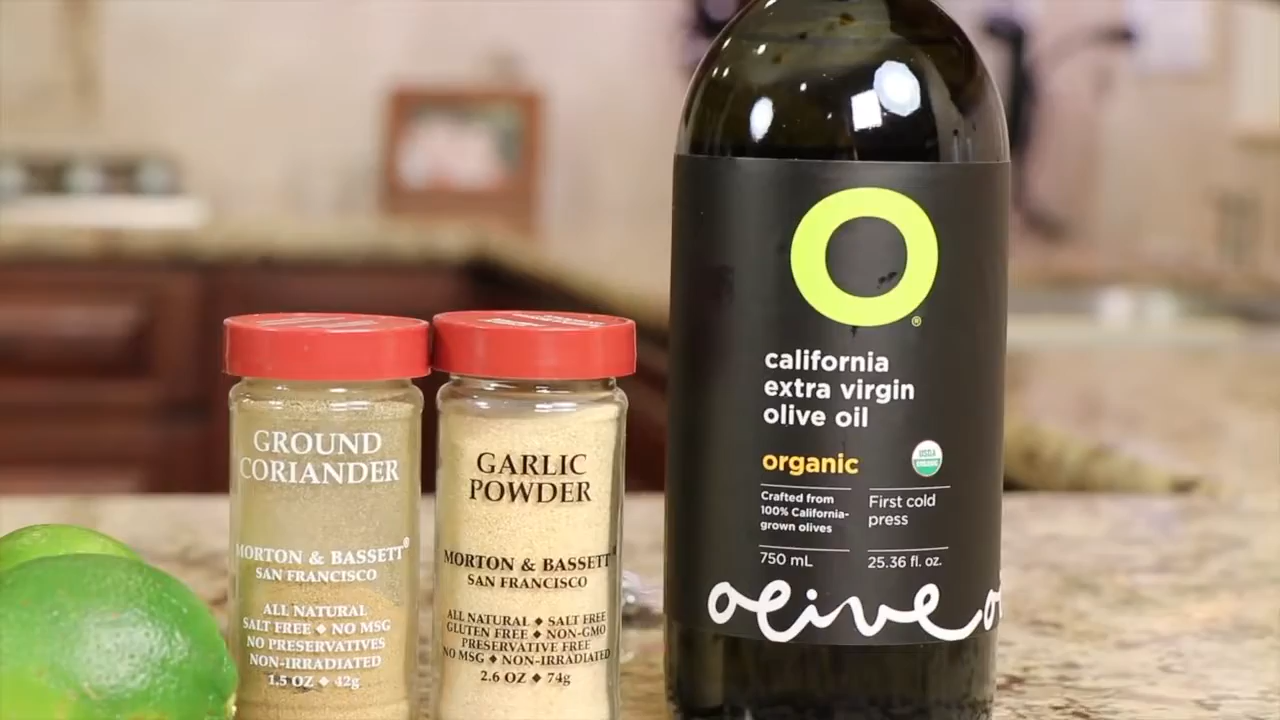 GROUND
CORIANDER
MORTON & BASSETT®
SAN FRANCISCO
ALL NATURAL
SALT FREE ◆ NO MSG
NO PRESERVATIVES
NON-IRRADIATED
1.5 OZ ◆ 42g
GARLIC
POWDER
MORTON & BASSETT
SAN FRANCISCO
ALL NATURAL ◆ SALT FREE
GLUTEN FREE ◆ NON-GMO
PRESERVATIVE FREE
NO MSG ◆ NON-IRRADIATED
2.6 OZ ◆ 74g
O®
california
extra virgin
olive oil
organic
USDA
ORGANIC
Crafted from
100% California-
grown olives
First cold
press
750 mL
25.36 fl. oz.
olive o